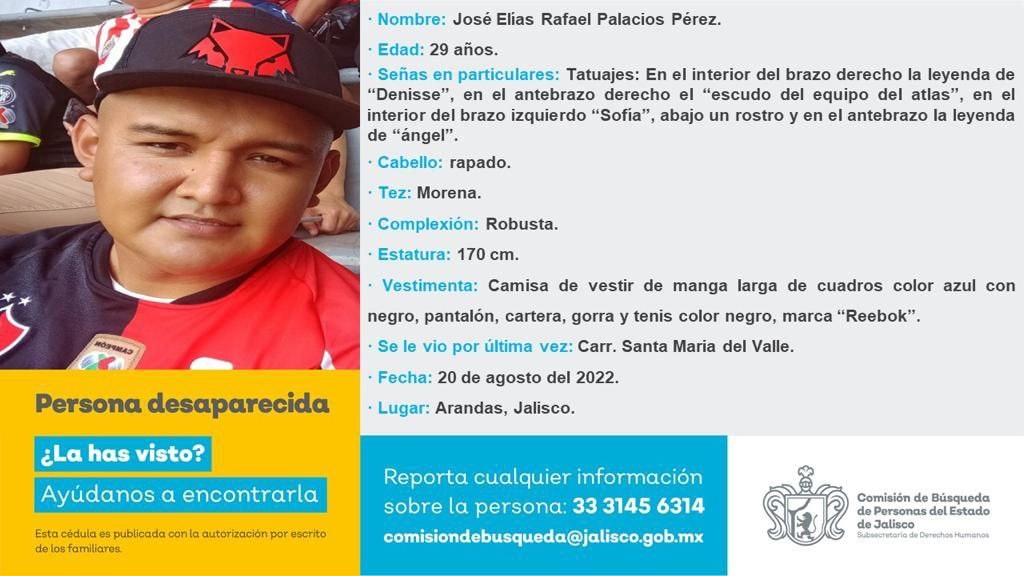 · Nombre: José Elías Rafael Palacios Pérez.
· Edad: 29 años.
· Señas en particulares: Tatuajes: En el interior del brazo derecho la leyenda de
“Denisse”, en el antebrazo derecho el “escudo del equipo del atlas”, en el
interior del brazo izquierdo “Sofía”, abajo un rostro y en el antebrazo la leyenda
de “ángel”.
· Cabello: rapado.
· Tez: Morena.
· Complexión: Robusta.
· Estatura: 170 cm.
· Vestimenta: Camisa de vestir de manga larga de cuadros color azul con
negro, pantalón, cartera, gorra y tenis color negro, marca “Reebok”.
· Se le vio por última vez: Carr. Santa Maria del Valle.
· Fecha: 20 de agosto del 2022.
· Lugar: Arandas, Jalisco.
CAMPEÓN
Persona desaparecida
¿La has visto?
Ayúdanos a encontrarla
Esta cédula es publicada con la autorización por escrito
de los familiares.
Reporta cualquier información
sobre la persona: 33 3145 6314
comisiondebusqueda@jalisco.gob.mx
Comisión de Búsqueda
de Personas del Estado
de Jalisco
Subsecretaría de Derechos Humanos